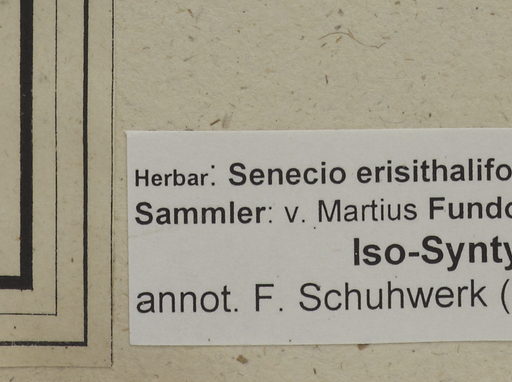 Herbar: Senecio erisithalifo
Sammler: v. Martius Fundo
Iso-Synty
annot. F. Schuhwerk (